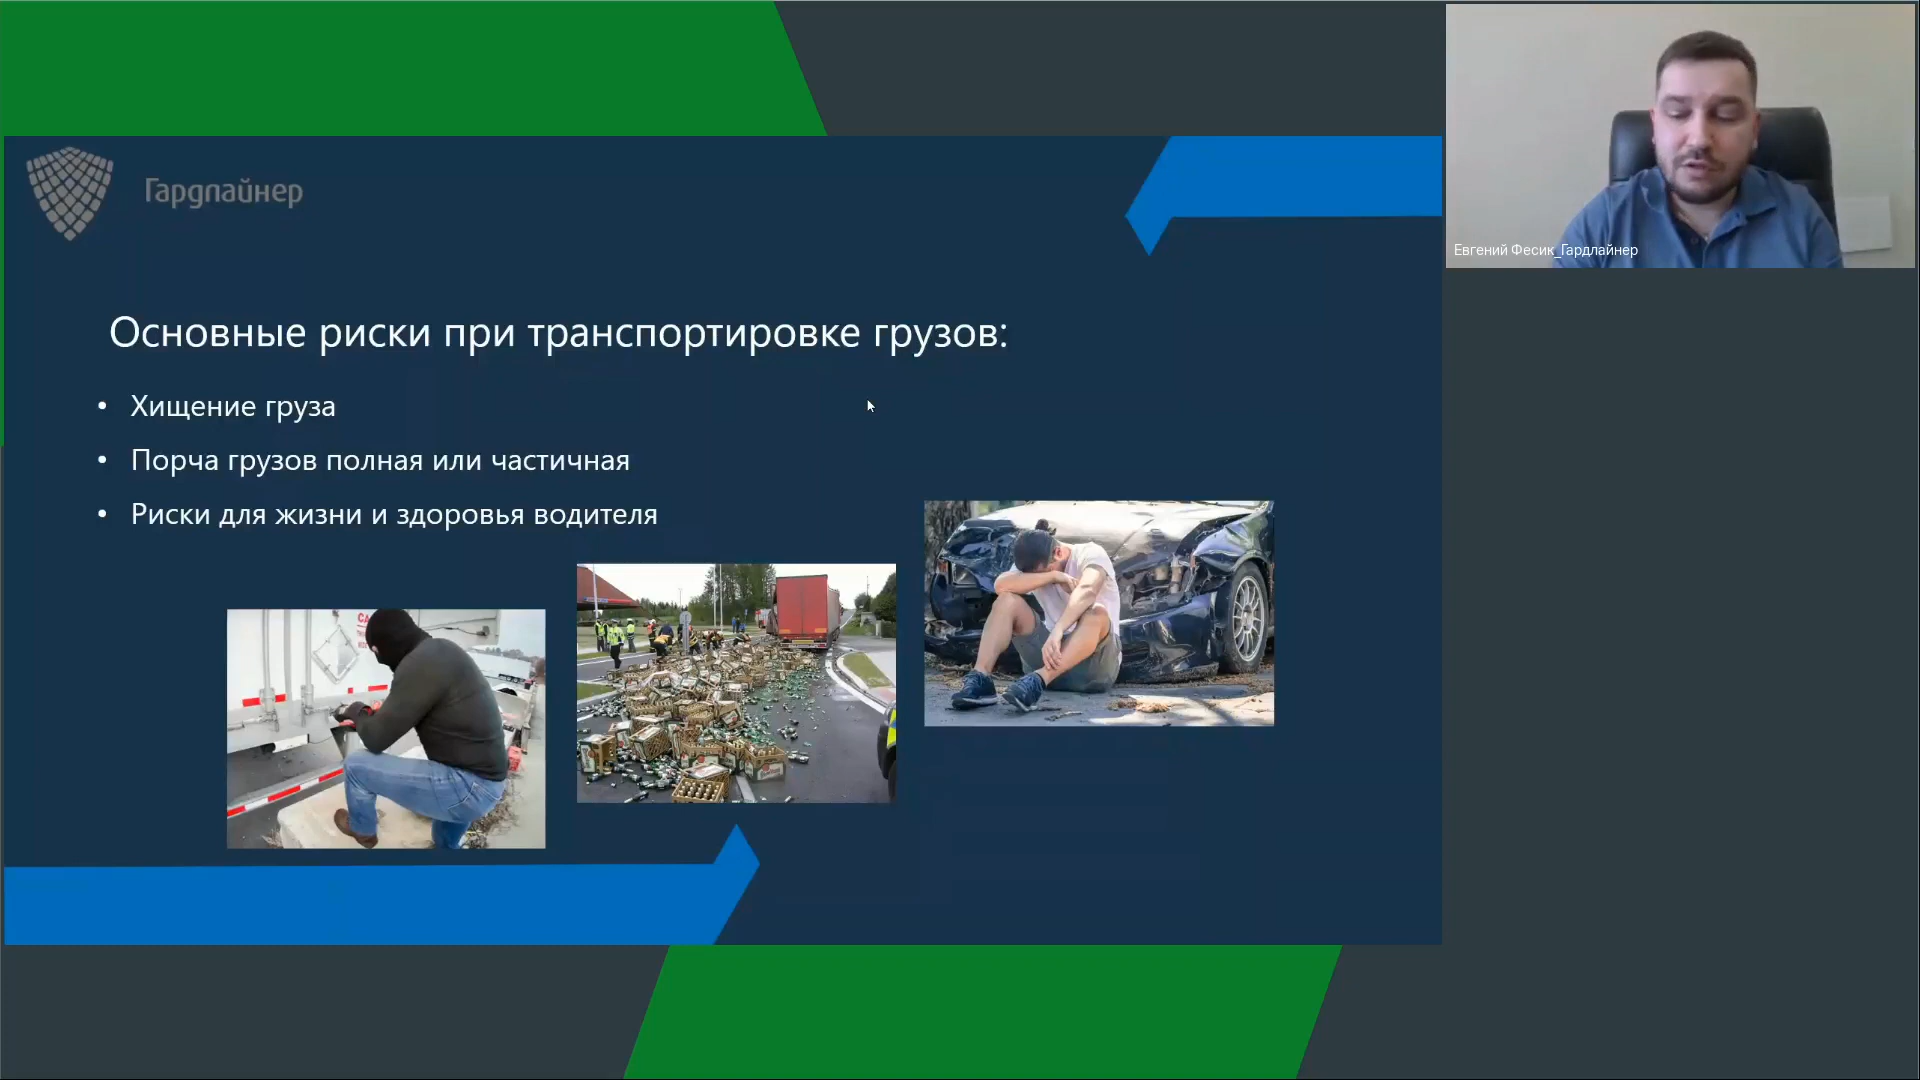 Гардлайнер
Евгений Фесик_Гардлайнер
Основные риски при транспортировке грузов:
• Хищение груза
• Порча грузов полная или частичная
• Риски для жизни и здоровья водителя